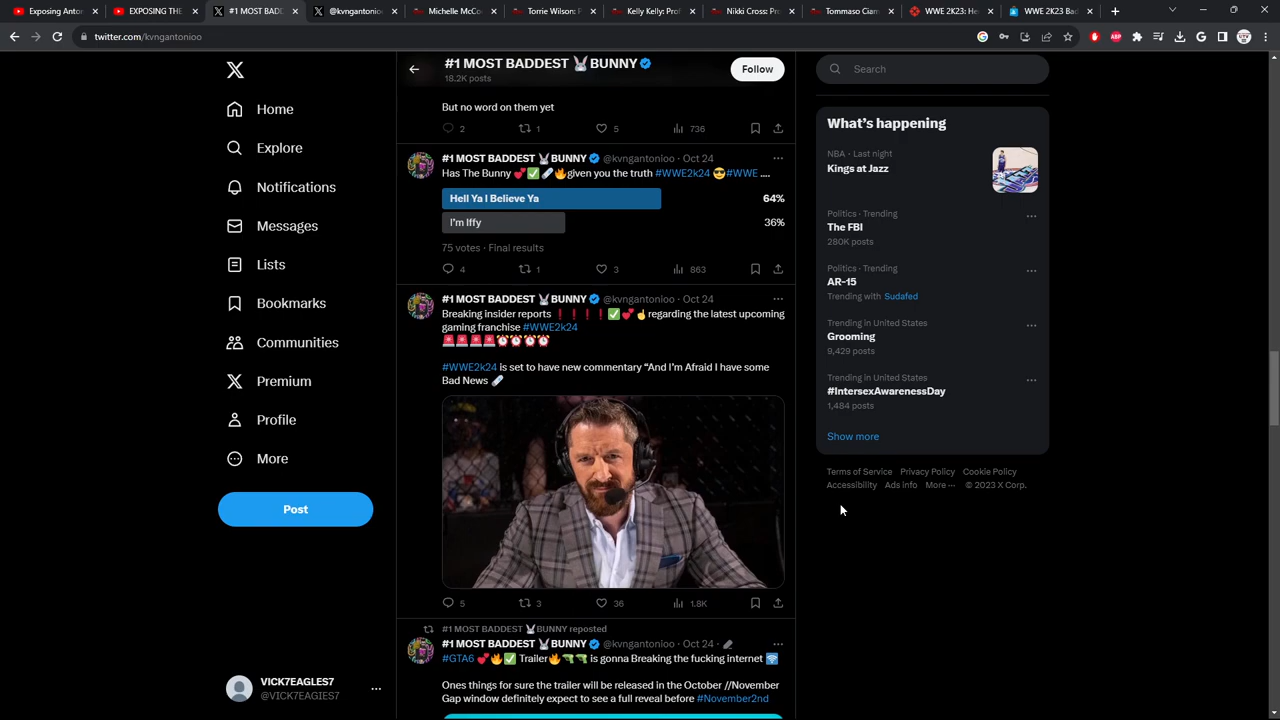 Exposing Anton
EXPOSING THE
#1 MOST BADD
@kvngantonioo
Michelle McCo
Torrie Wilson: P
Kelly Kelly: Prof
Nikki Cross: Pro
Tommaso Ciam
WWE 2K23: He
WWE 2K23 Bac
twitter.com/kvngantonioo
Home
Explore
Notifications
Messages
Lists
Bookmarks
Communities
Premium
Profile
More
Post
VICK7EAGLES7
@VICK7EAGIES7
#1 MOST BADDEST 🐰BUNNY
18.2K posts
Follow
But no word on them yet
2 1 5 736
#1 MOST BADDEST 🐰BUNNY @kvngantonioo · Oct 24
Has The Bunny 💕✅🩹🔥given you the truth #WWE2k24 😎#WWE ....
Hell Ya I Believe Ya 64%
I'm Iffy 36%
75 votes · Final results
4 1 3 863
#1 MOST BADDEST 🐰BUNNY @kvngantonioo · Oct 24
Breaking insider reports ❗❗❗❗✅💕☝regarding the latest upcoming
gaming franchise #WWE2k24
🚨🚨🚨🚨⏰⏰⏰⏰
#WWE2k24 is set to have new commentary “And I'm Afraid I have some
Bad News 🩹
5 3 36 1.8K
#1 MOST BADDEST 🐰BUNNY reposted
#1 MOST BADDEST 🐰BUNNY @kvngantonioo · Oct 24 ·
#GTA6 💕🔥✅ Trailer🔥🔫🔫 is gonna Breaking the fucking internet 🛜
Ones things for sure the trailer will be released in the October //November
Gap window definitely expect to see a full reveal before #November2nd
Search
What's happening
NBA · Last night
Kings at Jazz
Politics · Trending
The FBI
280K posts
Politics · Trending
AR-15
Trending with Sudafed
Trending in United States
Grooming
9,429 posts
Trending in United States
#IntersexAwarenessDay
1,484 posts
Show more
Terms of Service Privacy Policy Cookie Policy
Accessibility Ads info More ··· © 2023 X Corp.